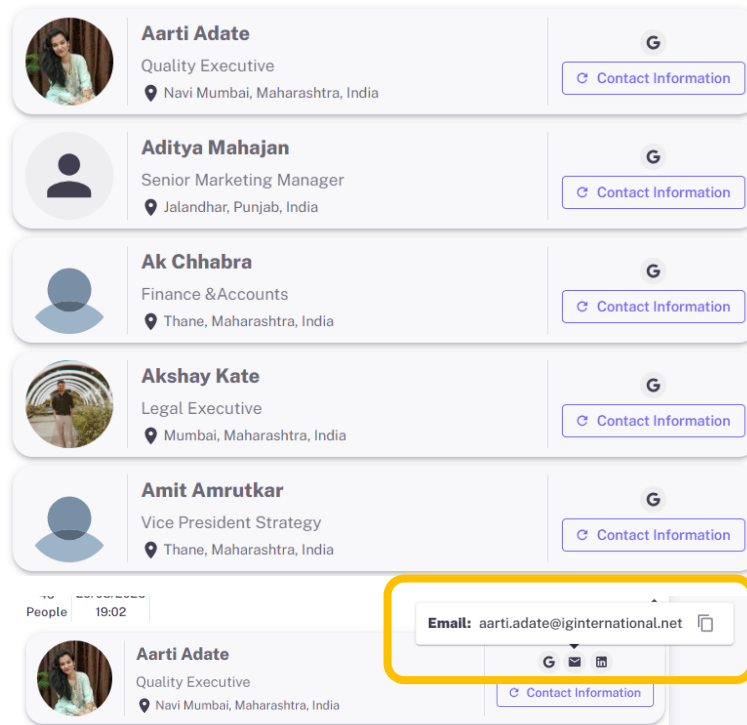 Aarti Adate
Quality Executive
Navi Mumbai, Maharashtra, India
G
Contact Information
Aditya Mahajan
Senior Marketing Manager
Jalandhar, Punjab, India
G
Contact Information
Ak Chhabra
Finance &Accounts
Thane, Maharashtra, India
G
Contact Information
Akshay Kate
Legal Executive
Mumbai, Maharashtra, India
G
Contact Information
Amit Amrutkar
Vice President Strategy
Thane, Maharashtra, India
G
Contact Information
People 19:02
Email: aarti.adate@iginternational.net
Aarti Adate
Quality Executive
Navi Mumbai, Maharashtra, India
G in
Contact Information